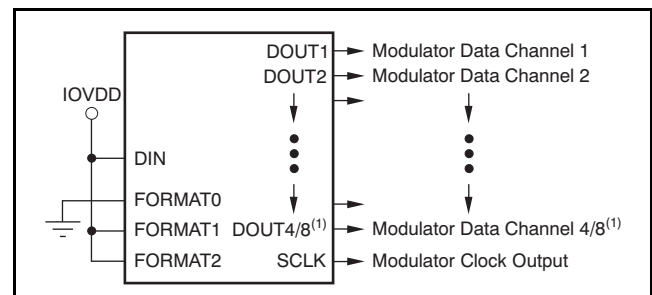 DOUT1 Modulator Data Channel 1
DOUT2 Modulator Data Channel 2
IOVDD
DIN
FORMAT0
FORMAT1 DOUT4/8(1) Modulator Data Channel 4/8(1)
FORMAT2 SCLK Modulator Clock Output